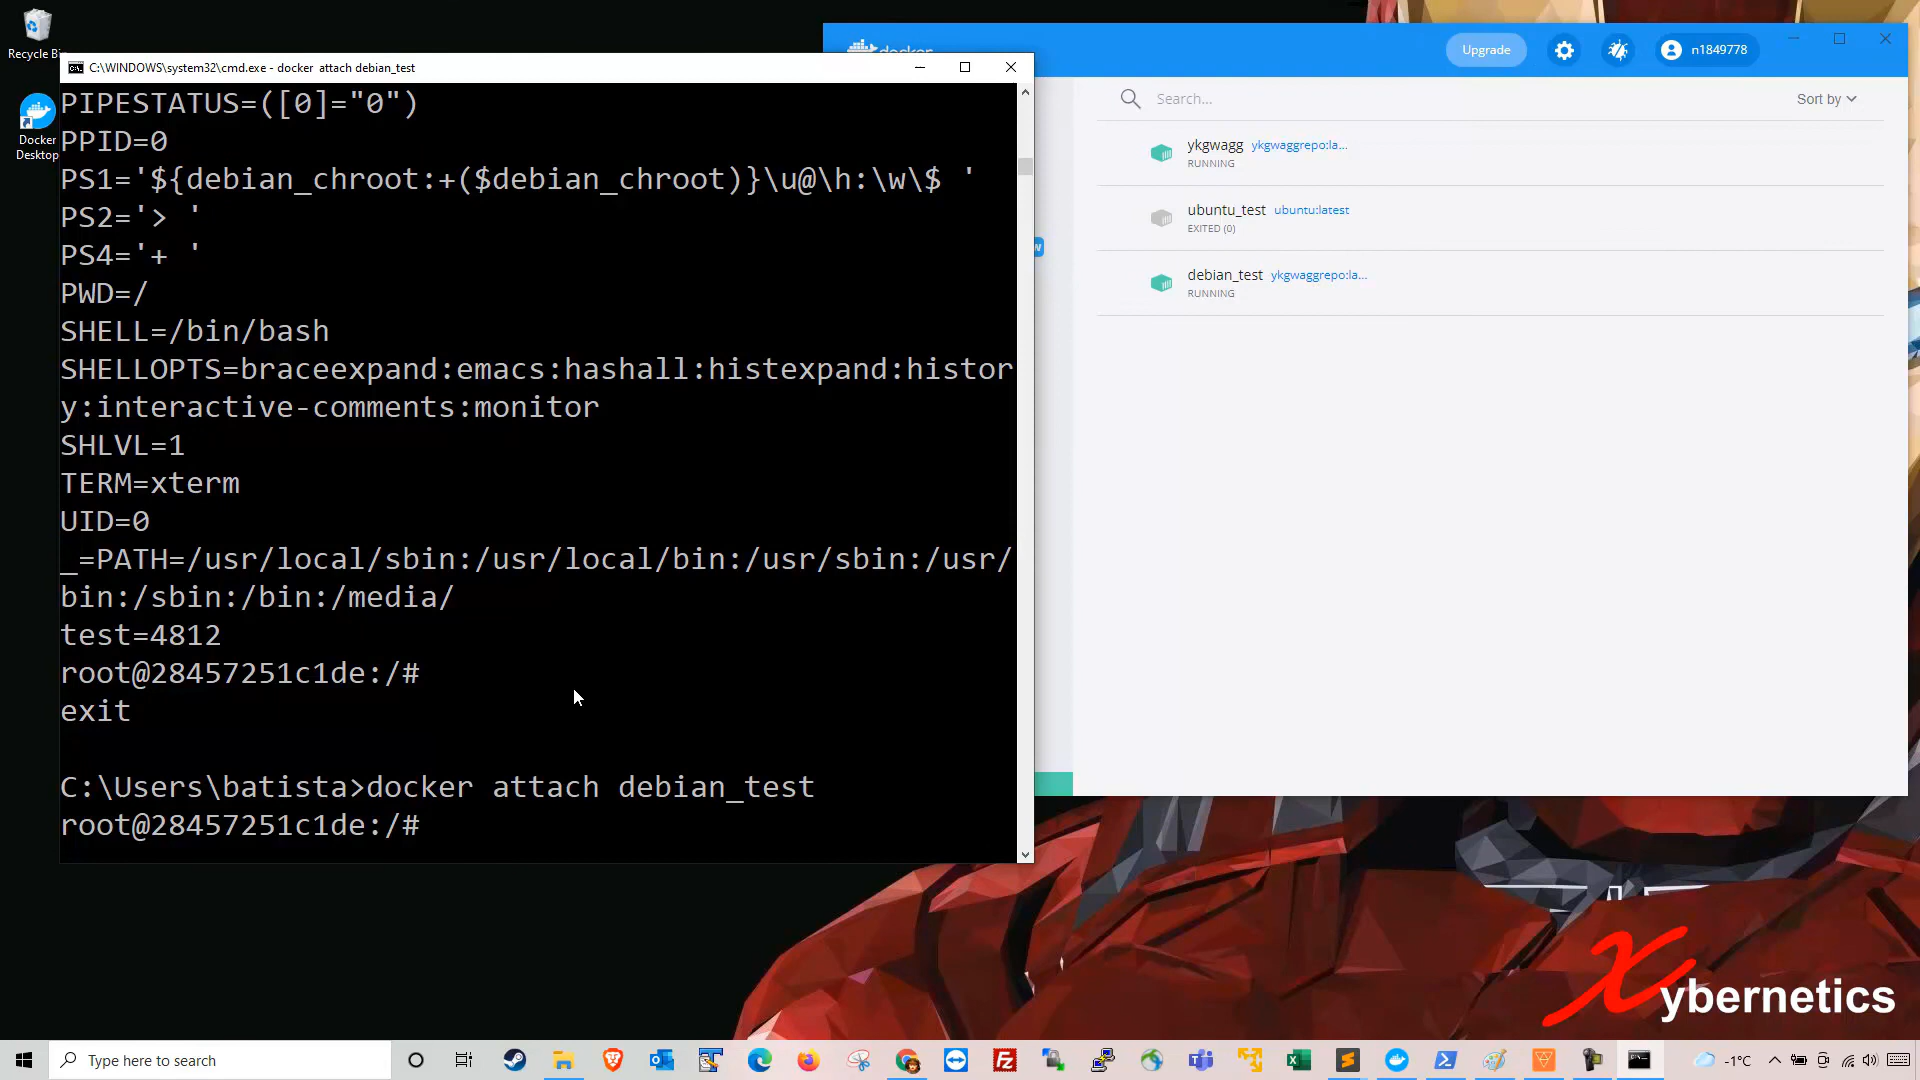 Recycle Bi
Docker
Desktop
C:\WINDOWS\system32\cmd.exe - docker attach debian_test
PIPESTATUS=([0]="0")
PPID=0
PS1='${debian_chroot:+($debian_chroot)}\u@\h:\w\$ '
PS2='> '
PS4='+ '
PWD=/
SHELL=/bin/bash
SHELLOPTS=braceexpand:emacs:hashall:histexpand:histor
y:interactive-comments:monitor
SHLVL=1
TERM=xterm
UID=0
_=PATH=/usr/local/sbin:/usr/local/bin:/usr/sbin:/usr/
bin:/sbin:/bin:/media/
test=4812
root@28457251c1de:/#
exit
C:\Users\batista>docker attach debian_test
root@28457251c1de:/#
docker
Upgrade
n1849778
Search...
Sort by
ykgwagg ykgwaggrepo:la...
RUNNING
ubuntu_test ubuntu:latest
EXITED (0)
debian_test ykgwaggrepo:la...
RUNNING
Xybernetics
Type here to search
-1°C